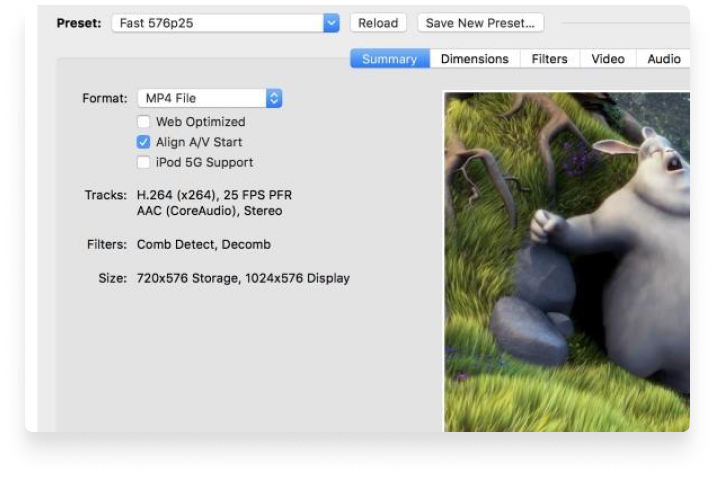 Preset: Fast 576p25 Reload Save New Preset...
Summary Dimensions Filters Video Audio
Format: MP4 File
Web Optimized
Align A/V Start
iPod 5G Support
Tracks: H.264 (x264), 25 FPS PFR
AAC (CoreAudio), Stereo
Filters: Comb Detect, Decomb
Size: 720x576 Storage, 1024x576 Display